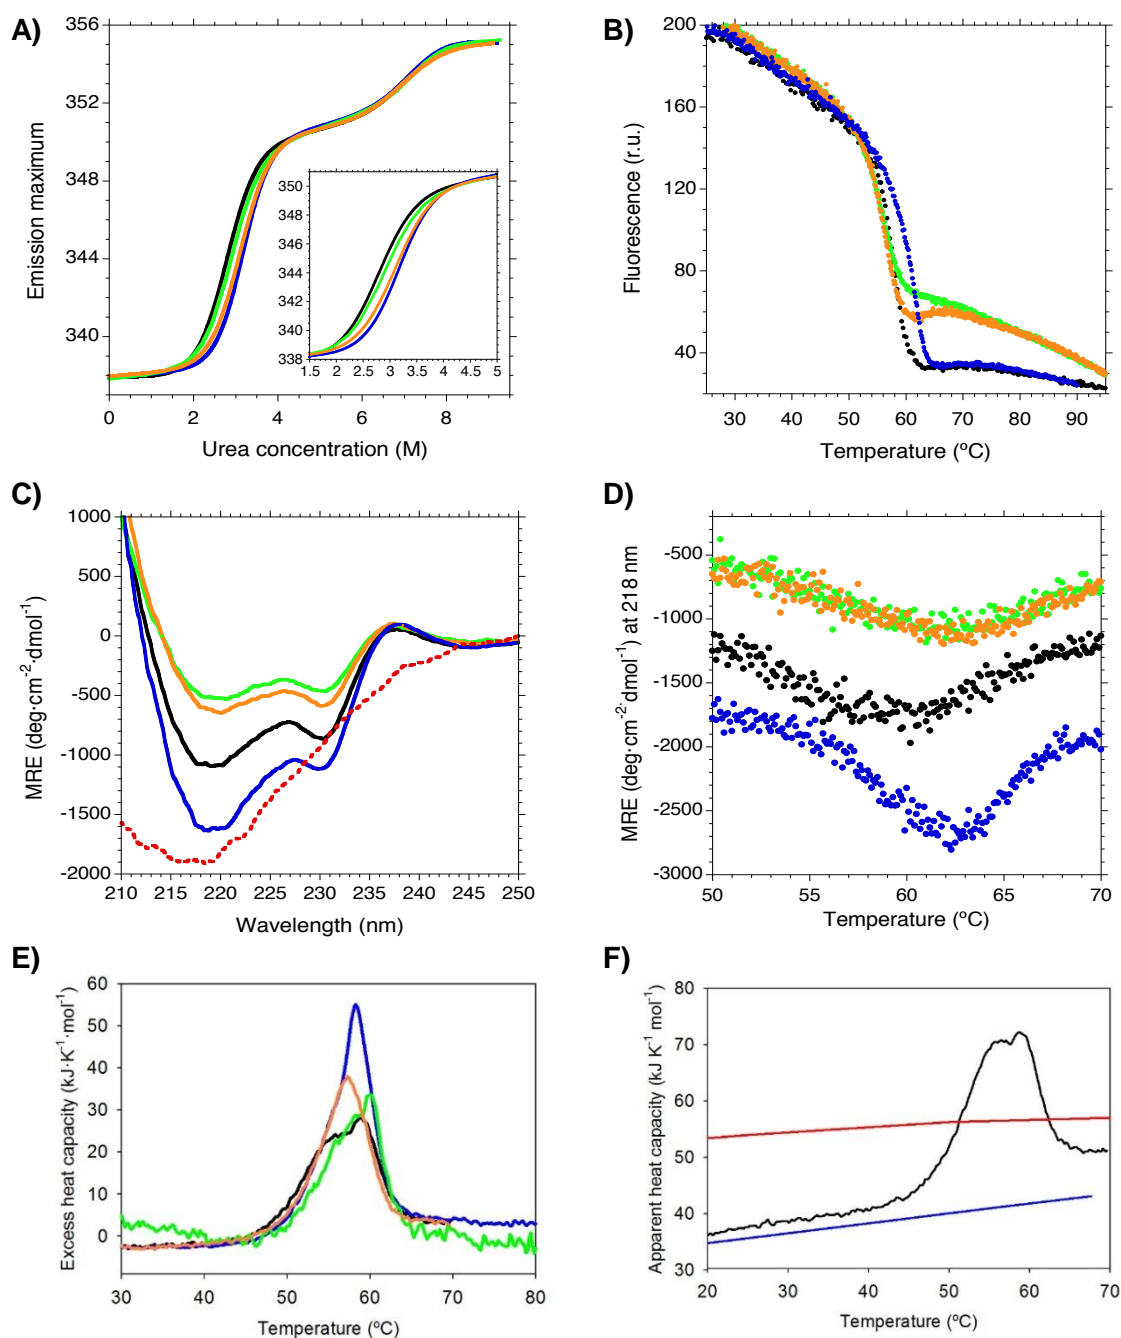 A)
356
352
348
344
340
Emission maximum
0 2 4 6 8
Urea concentration (M)
350
348
346
344
342
340
338
1.5 2 2.5 3 3.5 4 4.5 5
B)
200
160
120
80
40
Fluorescence (r.u.)
30 40 50 60 70 80 90
Temperature (ºC)
C)
1000
500
0
-500
-1000
-1500
-2000
MRE (deg·cm⁻²·dmol⁻¹)
210 215 220 225 230 235 240 245 250
Wavelength (nm)
D)
-500
-1000
-1500
-2000
-2500
-3000
MRE (deg·cm⁻²·dmol⁻¹) at 218 nm
50 55 60 65 70
Temperature (ºC)
E)
60
50
40
30
20
10
0
Excess heat capacity (kJ·K⁻¹·mol⁻¹)
30 40 50 60 70 80
Temperature (ºC)
F)
80
70
60
50
40
30
Apparent heat capacity (kJ K⁻¹ mol⁻¹)
20 30 40 50 60 70
Temperature (ºC)